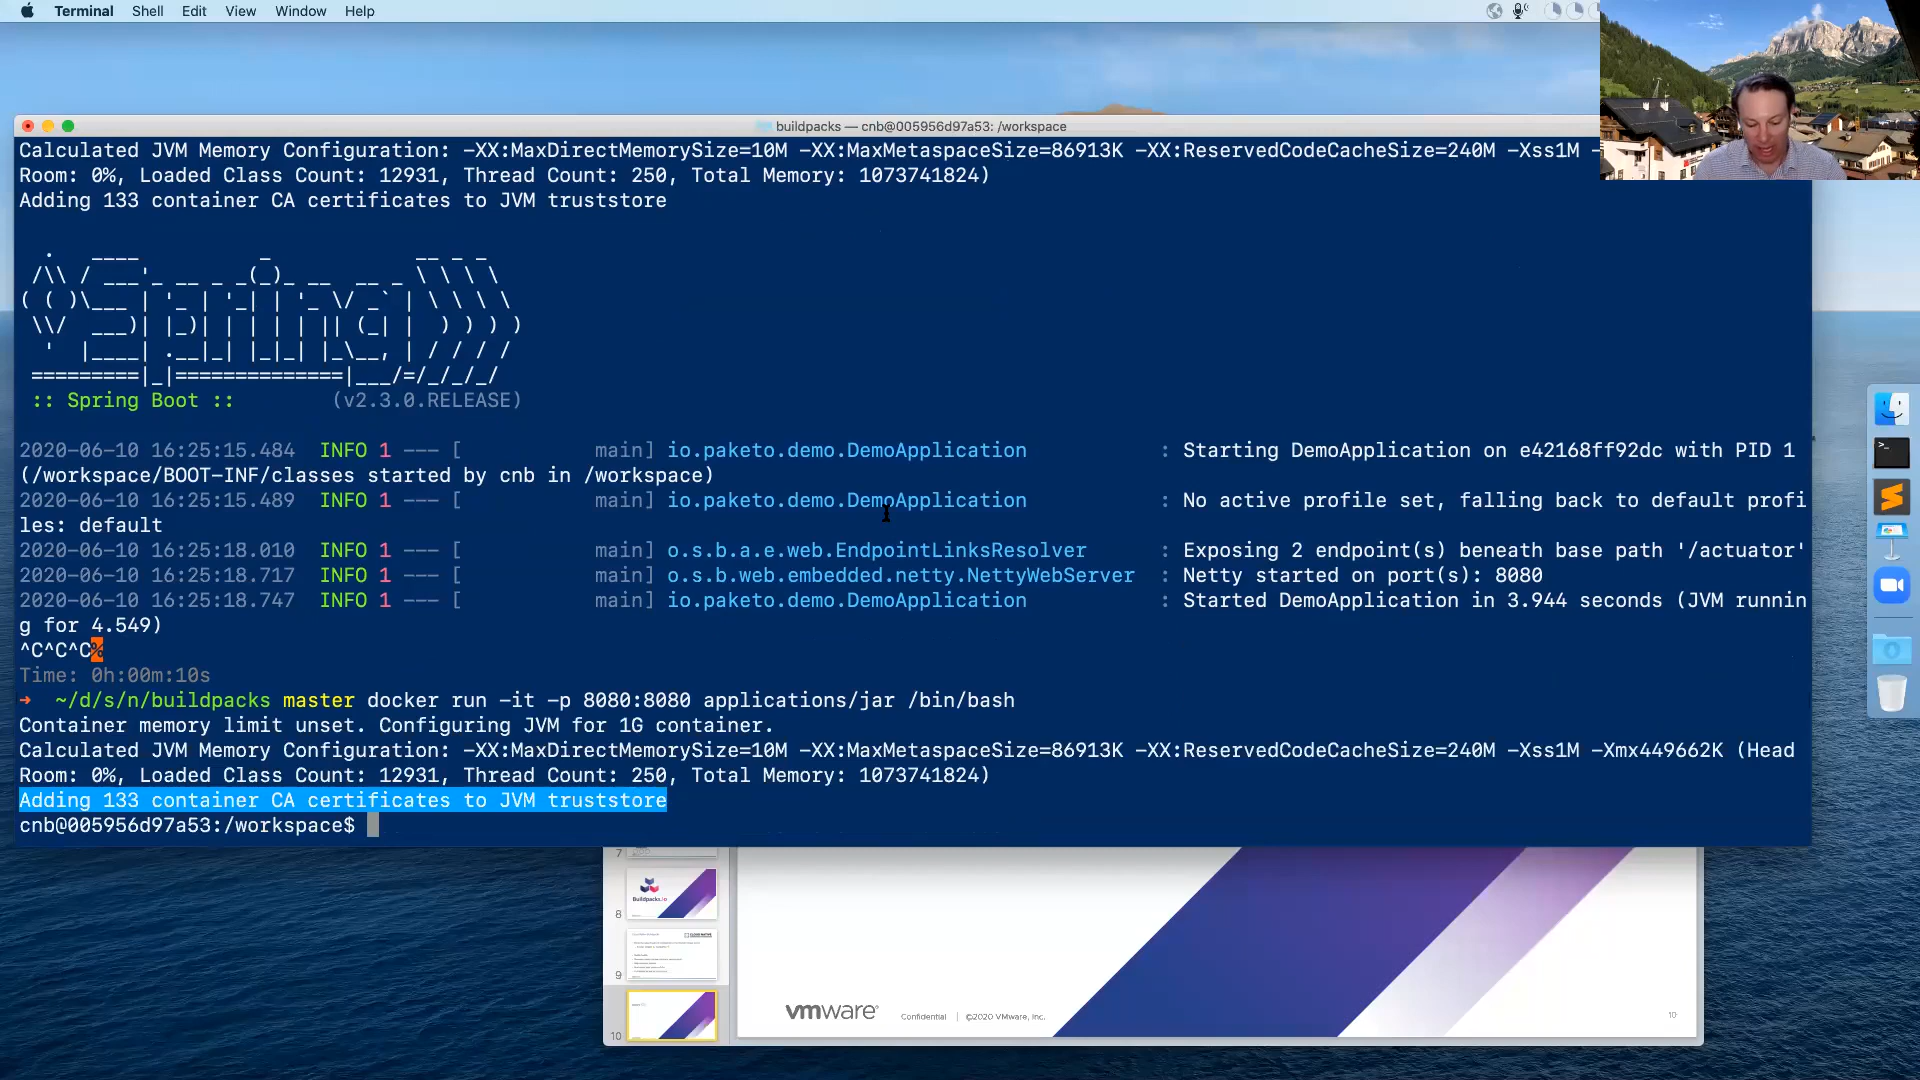 Terminal Shell Edit View Window Help
buildpacks — cnb@005956d97a53: /workspace
Calculated JVM Memory Configuration: -XX:MaxDirectMemorySize=10M -XX:MaxMetaspaceSize=86913K -XX:ReservedCodeCacheSize=240M -Xss1M -
Room: 0%, Loaded Class Count: 12931, Thread Count: 250, Total Memory: 1073741824)
Adding 133 container CA certificates to JVM truststore
Spring
:: Spring Boot :: (v2.3.0.RELEASE)
2020-06-10 16:25:15.484 INFO 1 --- [ main] io.paketo.demo.DemoApplication : Starting DemoApplication on e42168ff92dc with PID 1
(/workspace/BOOT-INF/classes started by cnb in /workspace)
2020-06-10 16:25:15.489 INFO 1 --- [ main] io.paketo.demo.DemoApplication : No active profile set, falling back to default profi
les: default
2020-06-10 16:25:18.010 INFO 1 --- [ main] o.s.b.a.e.web.EndpointLinksResolver : Exposing 2 endpoint(s) beneath base path '/actuator'
2020-06-10 16:25:18.717 INFO 1 --- [ main] o.s.b.web.embedded.netty.NettyWebServer : Netty started on port(s): 8080
2020-06-10 16:25:18.747 INFO 1 --- [ main] io.paketo.demo.DemoApplication : Started DemoApplication in 3.944 seconds (JVM runnin
g for 4.549)
^C^C^C%
Time: 0h:00m:10s
➜ ~/d/s/n/buildpacks master docker run -it -p 8080:8080 applications/jar /bin/bash
Container memory limit unset. Configuring JVM for 1G container.
Calculated JVM Memory Configuration: -XX:MaxDirectMemorySize=10M -XX:MaxMetaspaceSize=86913K -XX:ReservedCodeCacheSize=240M -Xss1M -Xmx449662K (Head
Room: 0%, Loaded Class Count: 12931, Thread Count: 250, Total Memory: 1073741824)
Adding 133 container CA certificates to JVM truststore
cnb@005956d97a53:/workspace$
7
Buildpacks.io
8
9
10
vmware® Confidential | ©2020 VMware, Inc. 10